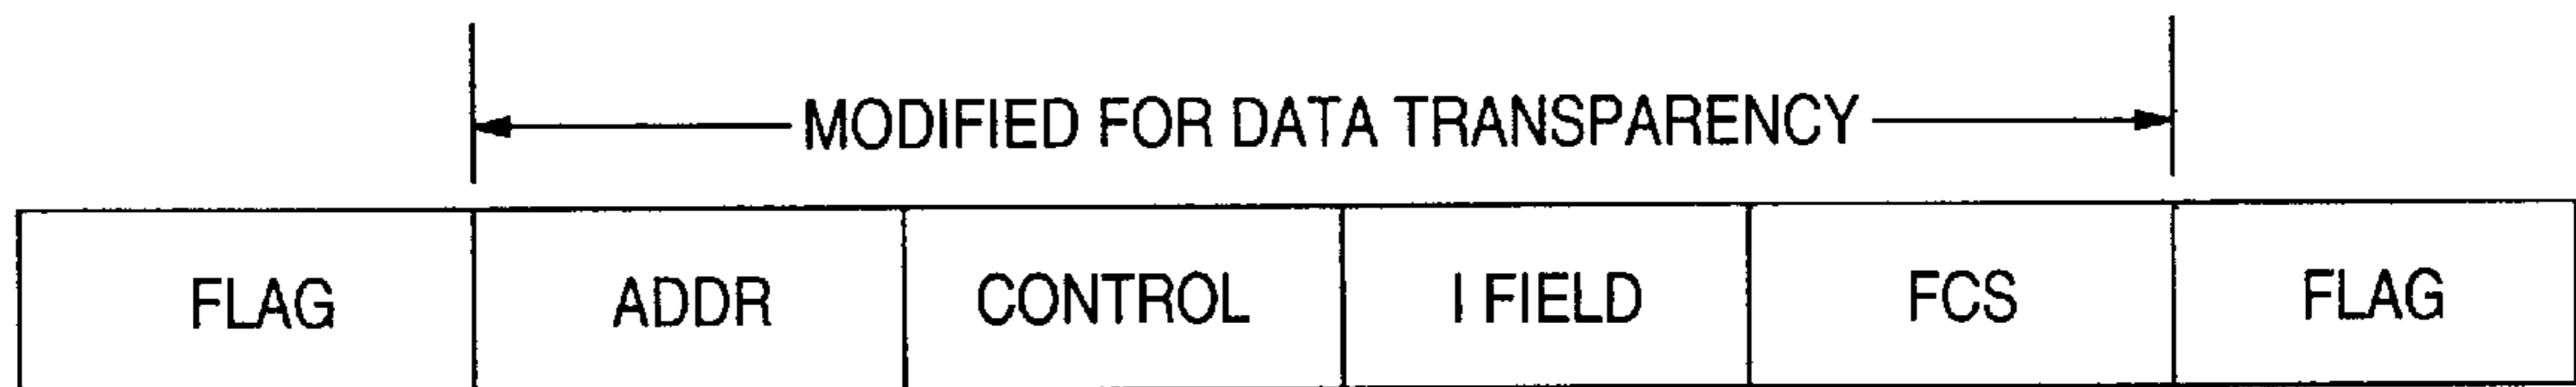 MODIFIED FOR DATA TRANSPARENCY
FLAG ADDR CONTROL I FIELD FCS FLAG